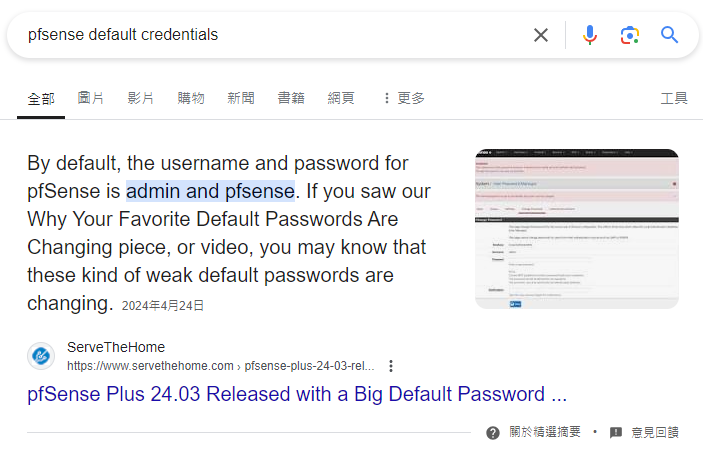 pfsense default credentials
全部 圖片 影片 購物 新聞 書籍 網頁 更多 工具
By default, the username and password for
pfSense is admin and pfsense. If you saw our
Why Your Favorite Default Passwords Are
Changing piece, or video, you may know that
these kind of weak default passwords are
changing. 2024年4月24日
ServeTheHome
https://www.servethehome.com › pfsense-plus-24-03-rel...
pfSense Plus 24.03 Released with a Big Default Password ...
關於精選摘要 • 意見回饋